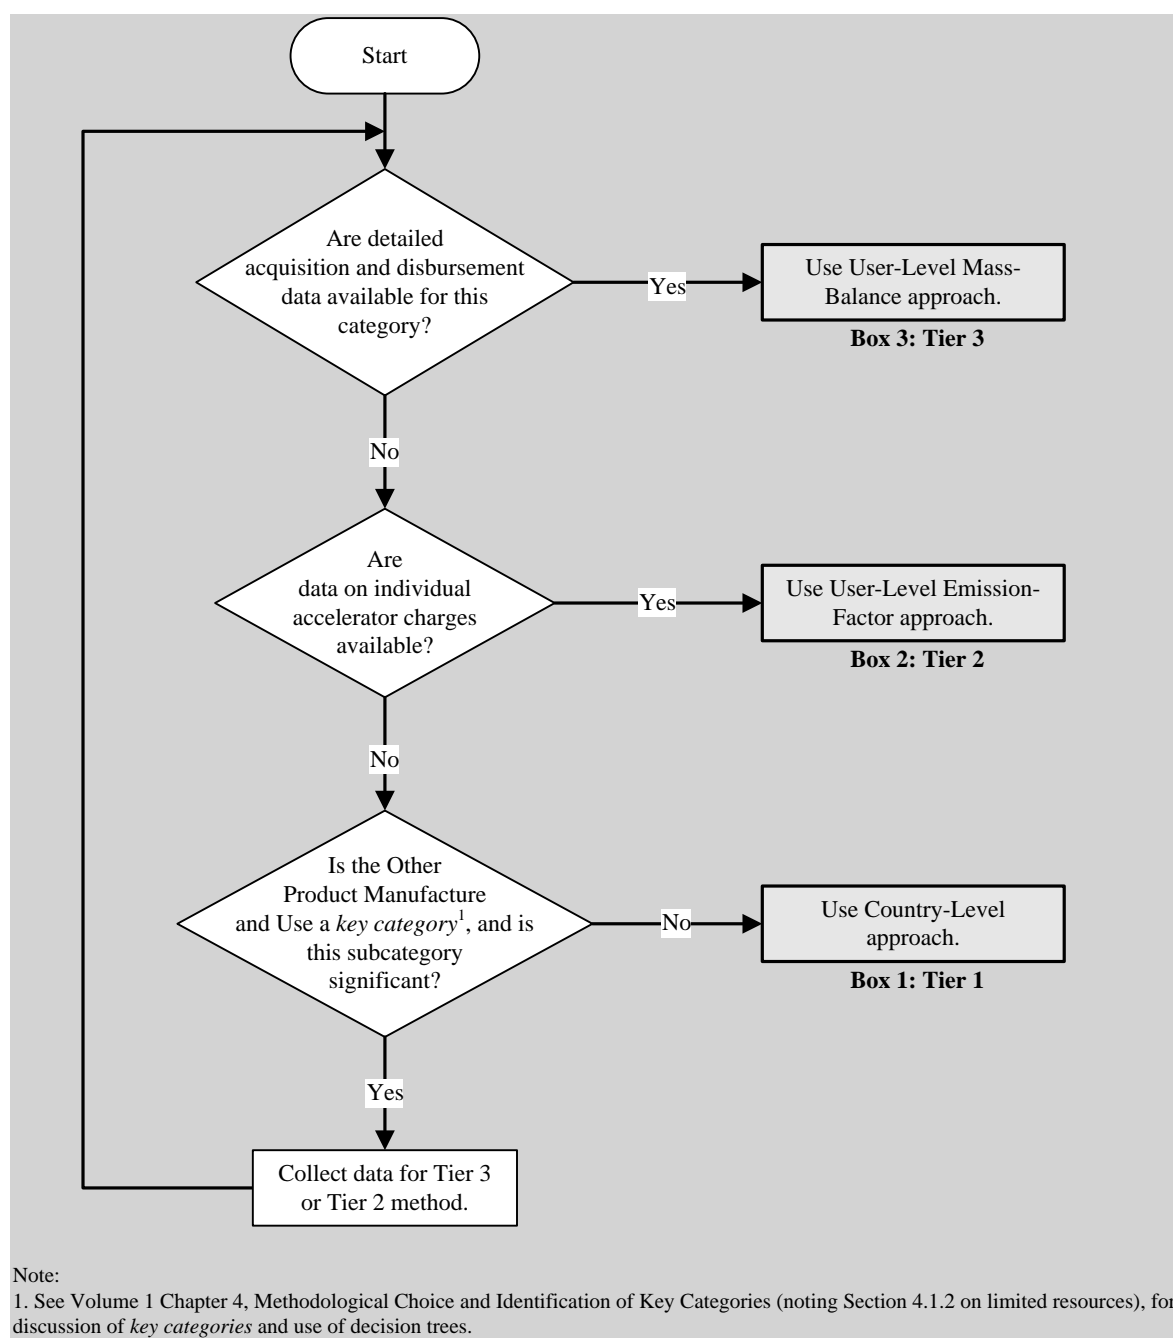 Start
Are detailed
acquisition and disbursement
data available for this
category?
Yes
Use User-Level Mass-
Balance approach.
Box 3: Tier 3
No
Are
data on individual
accelerator charges
available?
Yes
Use User-Level Emission-
Factor approach.
Box 2: Tier 2
No
Is the Other
Product Manufacture
and Use a key category1, and is
this subcategory
significant?
No
Use Country-Level
approach.
Box 1: Tier 1
Yes
Collect data for Tier 3
or Tier 2 method.
Note:
1. See Volume 1 Chapter 4, Methodological Choice and Identification of Key Categories (noting Section 4.1.2 on limited resources), for
discussion of key categories and use of decision trees.